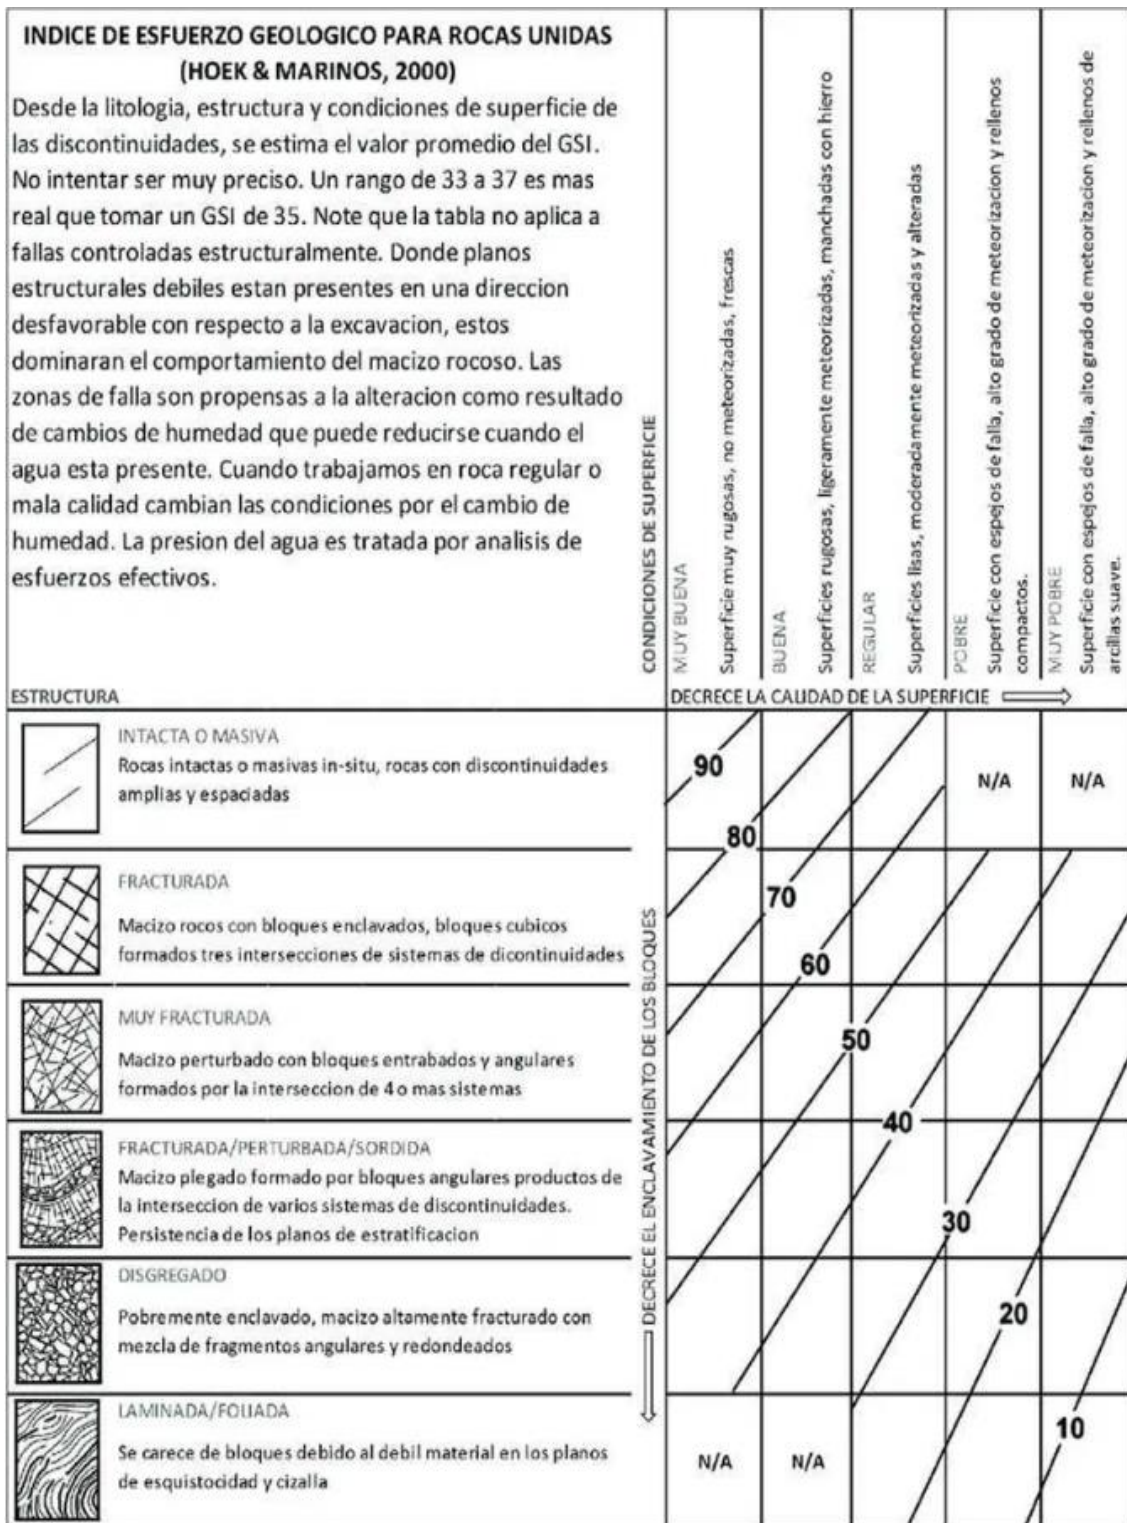 INDICE DE ESFUERZO GEOLOGICO PARA ROCAS UNIDAS
(HOEK & MARINOS, 2000)
Desde la litologia, estructura y condiciones de superficie de
las discontinuidades, se estima el valor promedio del GSI.
No intentar ser muy preciso. Un rango de 33 a 37 es mas
real que tomar un GSI de 35. Note que la tabla no aplica a
fallas controladas estructuralmente. Donde planos
estructurales debiles estan presentes en una direccion
desfavorable con respecto a la excavacion, estos
dominaran el comportamiento del macizo rocoso. Las
zonas de falla son propensas a la alteracion como resultado
de cambios de humedad que puede reducirse cuando el
agua esta presente. Cuando trabajamos en roca regular o
mala calidad cambian las condiciones por el cambio de
humedad. La presion del agua es tratada por analisis de
esfuerzos efectivos.
CONDICIONES DE SUPERFICIE
MUY BUENA
Superficie muy rugosas, no meteorizadas, frescas
BUENA
Superficies rugosas, ligeramente meteorizadas, manchadas con hierro
REGULAR
Superficies lisas, moderadamente meteorizadas y alteradas
POBRE
Superficie con espejos de falla, alto grado de meteorizacion y rellenos
compactos.
MUY POBRE
Superficie con espejos de falla, alto grado de meteorizacion y rellenos de
arcillas suave.
ESTRUCTURA
DECRECE LA CALIDAD DE LA SUPERFICIE
INTACTA O MASIVA
Rocas intactas o masivas in-situ, rocas con discontinuidades
amplias y espaciadas
FRACTURADA
Macizo rocos con bloques enclavados, bloques cubicos
formados tres intersecciones de sistemas de dicontinuidades
MUY FRACTURADA
Macizo perturbado con bloques entrabados y angulares
formados por la interseccion de 4 o mas sistemas
FRACTURADA/PERTURBADA/SORDIDA
Macizo plegado formado por bloques angulares productos de
la interseccion de varios sistemas de discontinuidades.
Persistencia de los planos de estratificacion
DISGREGADO
Pobremente enclavado, macizo altamente fracturado con
mezcla de fragmentos angulares y redondeados
LAMINADA/FOLIADA
Se carece de bloques debido al debil material en los planos
de esquistocidad y cizalla
DECRECE EL ENCLAVAMIENTO DE LOS BLOQUES
90
N/A
N/A
80
70
60
50
40
30
20
10
N/A
N/A